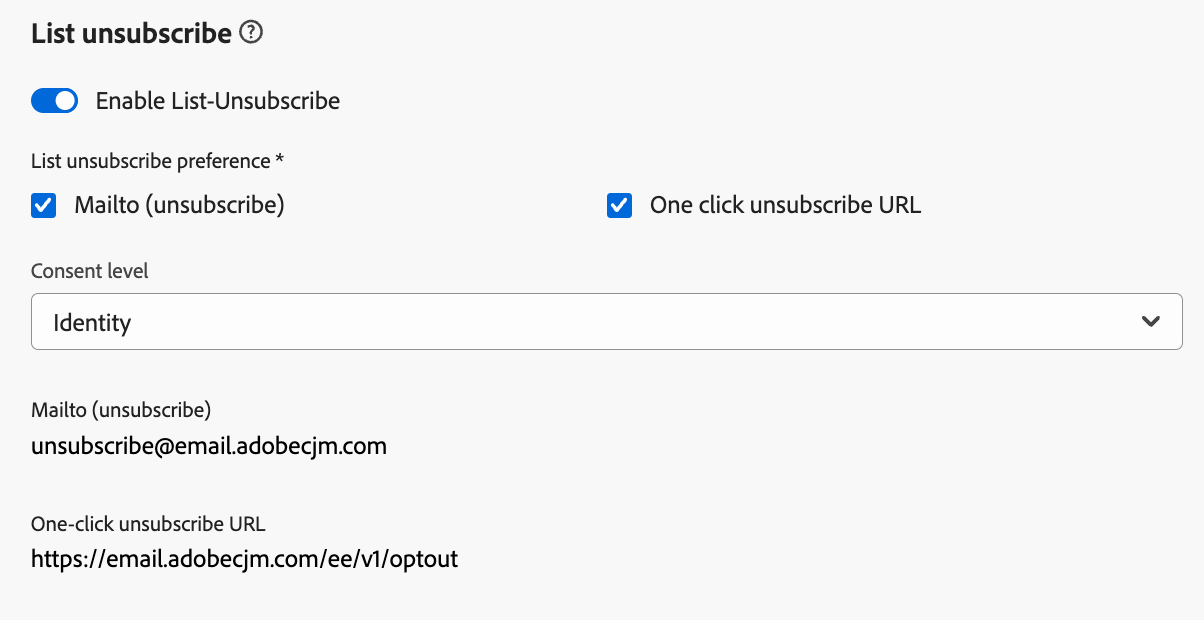 List unsubscribe ?
Enable List-Unsubscribe
List unsubscribe preference *
Mailto (unsubscribe) One click unsubscribe URL
Consent level
Identity
Mailto (unsubscribe)
unsubscribe@email.adobecjm.com
One-click unsubscribe URL
https://email.adobecjm.com/ee/v1/optout